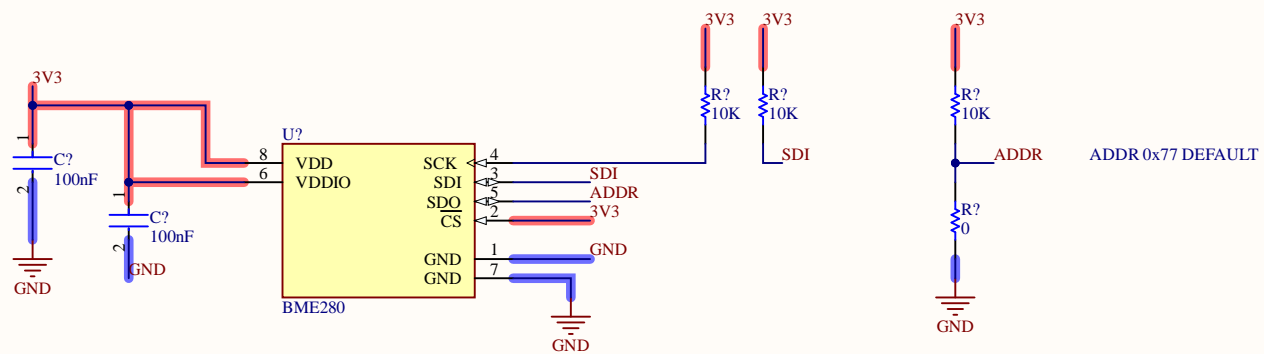 3V3
1
C?
100nF
2
GND
1
C?
100nF
2
GND
U?
8
VDD
6
VDDIO
SCK
4
SDI
3
SDI
SDO
5
ADDR
CS
2
3V3
GND
1
GND
GND
7
GND
BME280
3V3
R?
10K
3V3
R?
10K
SDI
3V3
R?
10K
ADDR
R?
0
GND
ADDR 0x77 DEFAULT